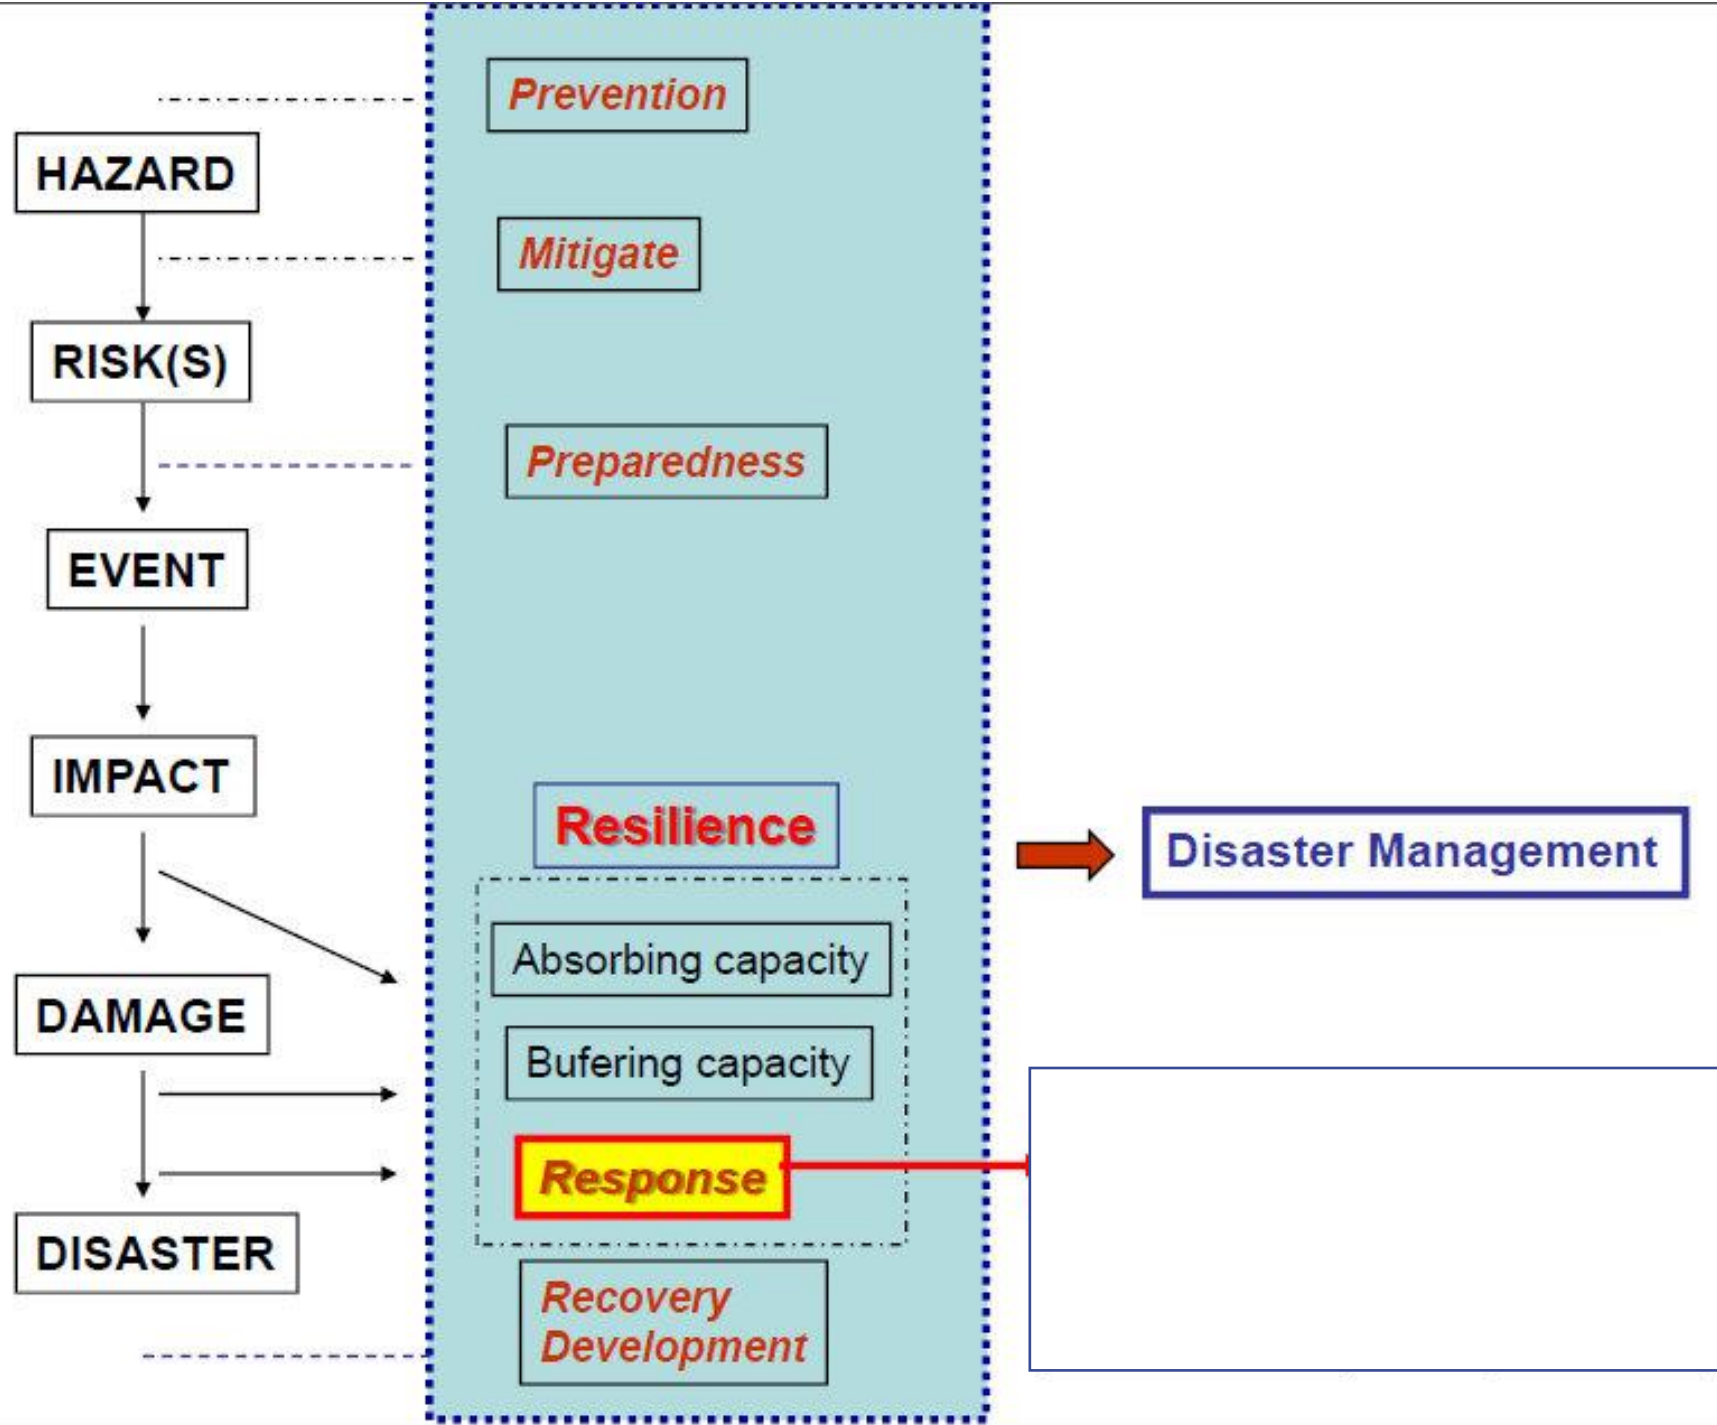 HAZARD
RISK(S)
EVENT
IMPACT
DAMAGE
DISASTER
Prevention
Mitigate
Preparedness
Resilience
Absorbing capacity
Bufering capacity
Response
Recovery
Development
Disaster Management